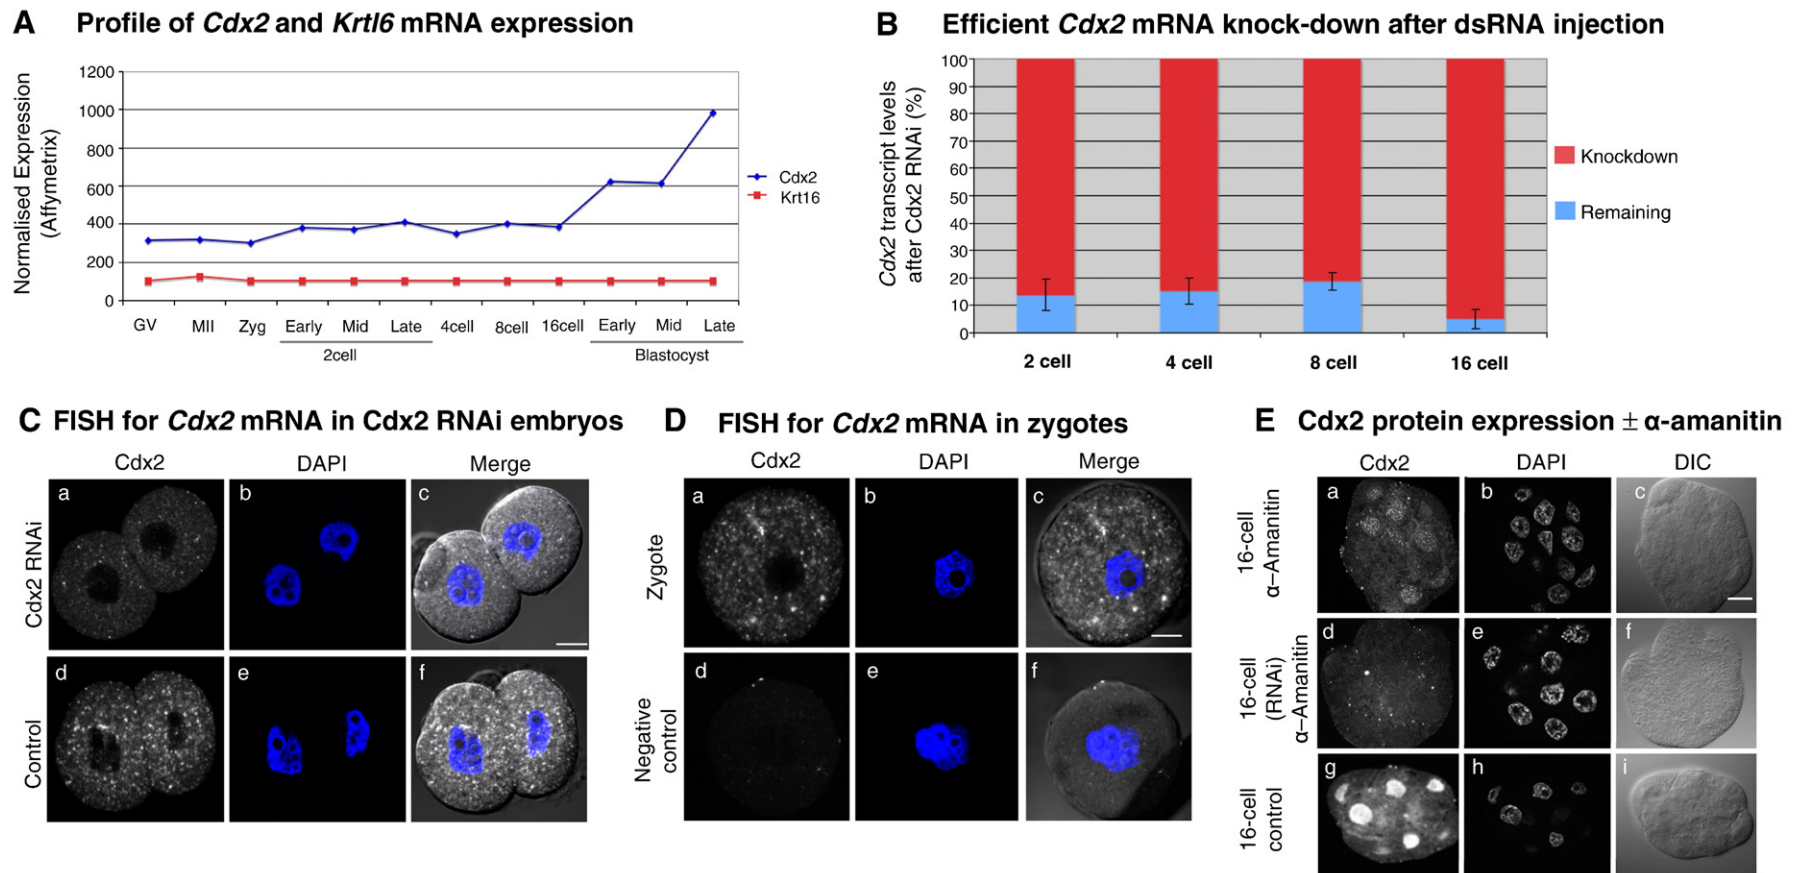 A Profile of Cdx2 and Krtl6 mRNA expression
Normalised Expression
(Affymetrix)
1200
1000
800
600
400
200
0
GV MII Zyg Early Mid Late 4cell 8cell 16cell Early Mid Late
2cell Blastocyst
Cdx2
Krt16
B Efficient Cdx2 mRNA knock-down after dsRNA injection
Cdx2 transcript levels
after Cdx2 RNAi (%)
100
90
80
70
60
50
40
30
20
10
0
2 cell 4 cell 8 cell 16 cell
Knockdown
Remaining
C FISH for Cdx2 mRNA in Cdx2 RNAi embryos
Cdx2 DAPI Merge
Cdx2 RNAi
a b c
Control
d e f
D FISH for Cdx2 mRNA in zygotes
Cdx2 DAPI Merge
Zygote
a b c
Negative
control
d e f
E Cdx2 protein expression ± α-amanitin
Cdx2 DAPI DIC
16-cell
α–Amanitin
a b c
16-cell
(RNAi)
α–Amanitin
d e f
16-cell
control
g h i